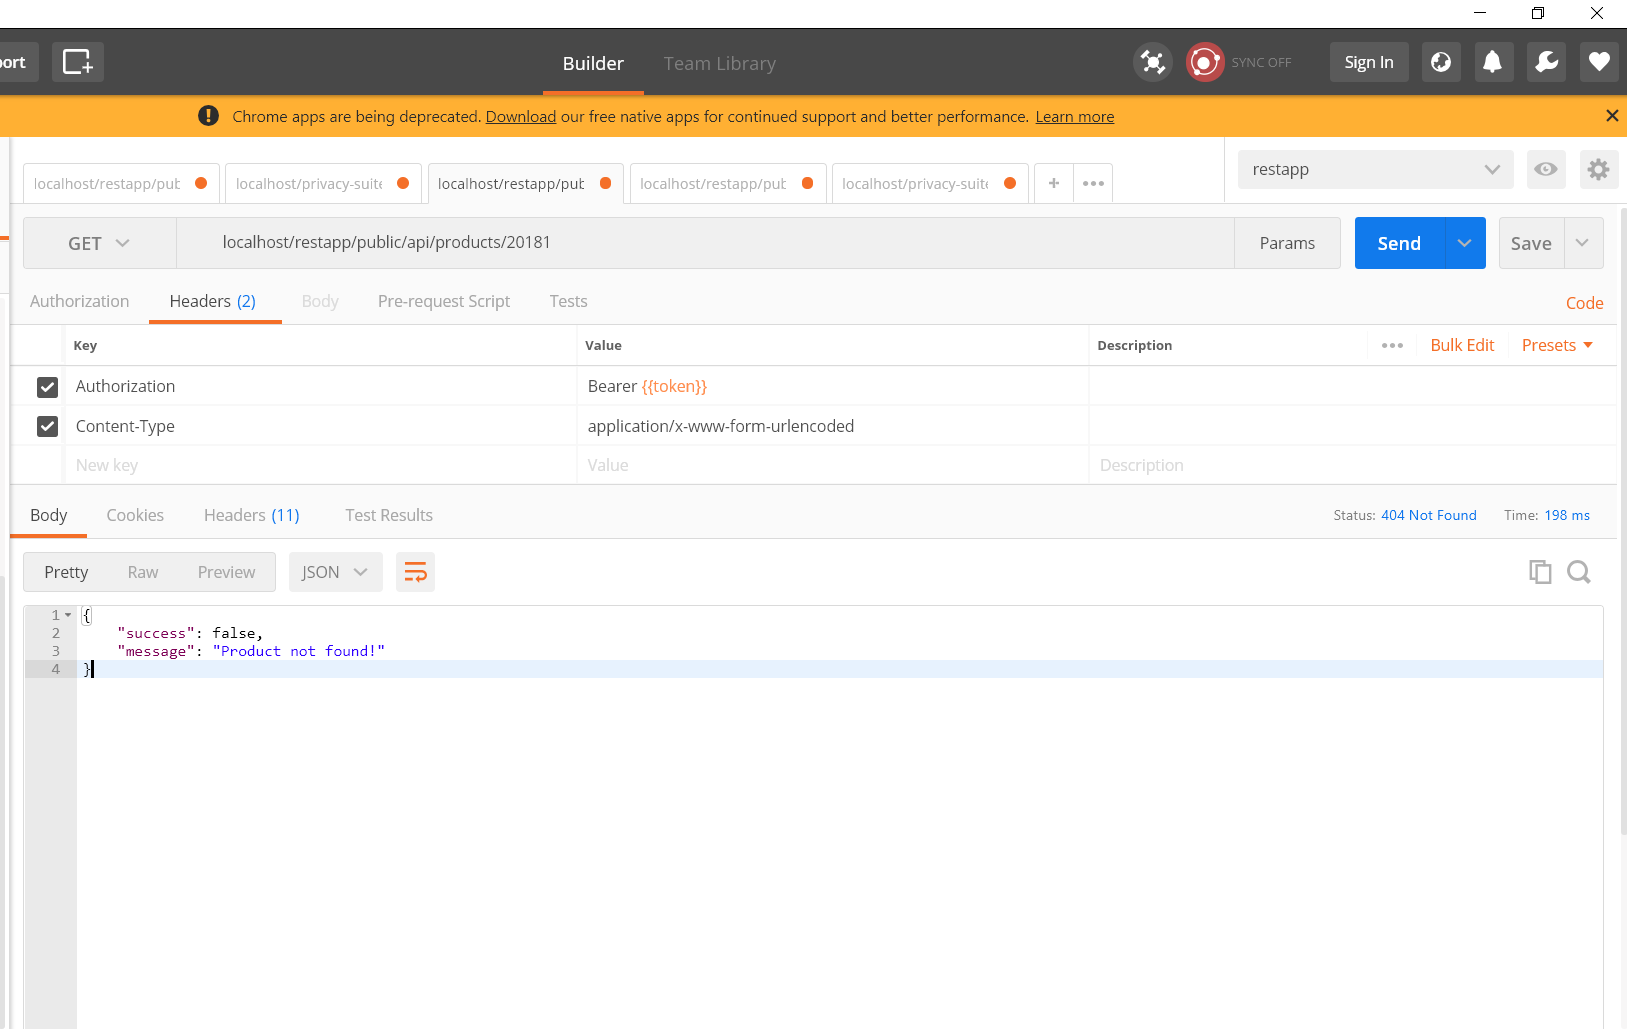 ort
Builder
Team Library
SYNC OFF
Sign In
Chrome apps are being deprecated. Download our free native apps for continued support and better performance. Learn more
localhost/restapp/pub
localhost/privacy-suite
localhost/restapp/pub
localhost/restapp/pub
localhost/privacy-suite
restapp
GET
localhost/restapp/public/api/products/20181
Params
Send
Save
Authorization
Headers (2)
Body
Pre-request Script
Tests
Code
Key
Value
Description
Bulk Edit
Presets
Authorization
Bearer {{token}}
Content-Type
application/x-www-form-urlencoded
New key
Value
Description
Body
Cookies
Headers (11)
Test Results
Status: 404 Not Found
Time: 198 ms
Pretty
Raw
Preview
JSON
1 {
2 "success": false,
3 "message": "Product not found!"
4 }